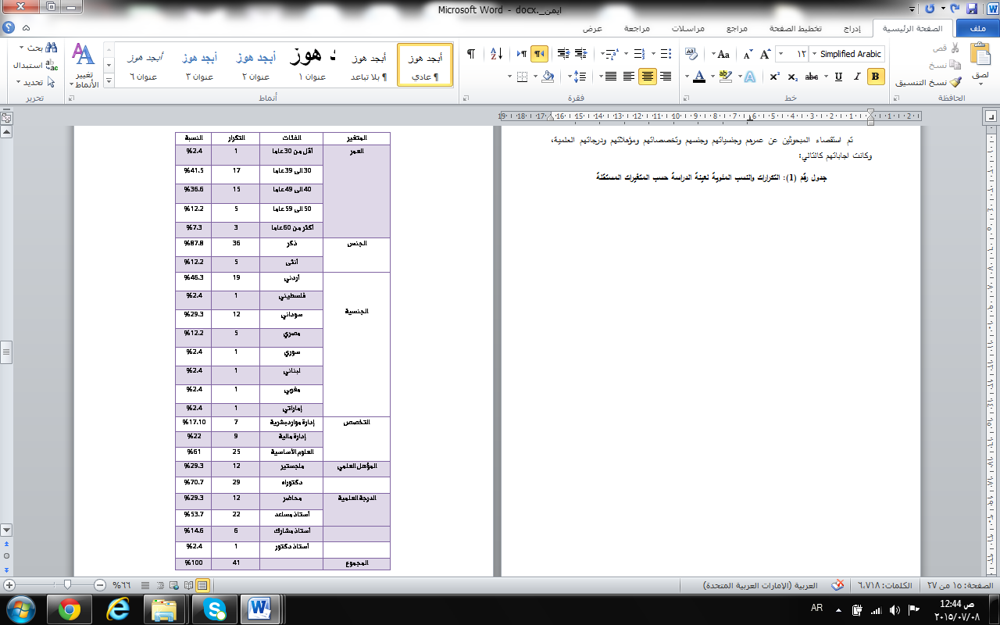 ايمن_.docx - Microsoft Word
ملف
الصفحة الرئيسية
إدراج
تخطيط الصفحة
مراجع
مراسلات
مراجعة
عرض
لصق
قص
نسخ
نسخ التنسيق
الحافظة
Simplified Arabic
١٢
خط
فقرة
أبجد هوز
¶ عادي
أبجد هوز
¶ بلا تباعد
عنوان ١
أبجد هوز
عنوان ٢
أبجد هوز
عنوان ٣
أبجد هوز
عنوان ٦
أنماط
تغيير الأنماط
بحث
استبدال
تحديد
تحرير
تم استقصاء المبحوثين عن عمرهم وجنسياتهم وجنسهم وتخصصاتهم ومؤهلاتهم ودرجاتهم العلمية،
وكانت اجاباتهم كالتالي:
جدول رقم (1): التكرارات والنسب المئوية لعينة الدراسة حسب المتغيرات المستقلة
المتغير الفئات التكرار النسبة
العمر أقل من 30 عاما 1 %2.4
30 الى 39 عاما 17 %41.5
40 الى 49 عاما 15 %36.6
50 الى 59 عاما 5 %12.2
أكثر من 60 عاما 3 %7.3
الجنس ذكر 36 %87.8
أنثى 5 %12.2
الجنسية
أردني 19 %46.3
فلسطيني 1 %2.4
سوداني 12 %29.3
مصري 5 %12.2
سوري 1 %2.4
لبناني 1 %2.4
مغربي 1 %2.4
إماراتي 1 %2.4
التخصص إدارة موارد بشرية 7 %17.10
إدارة مالية 9 %22
العلوم الأساسية 25 %61
المؤهل العلمي ماجستير 12 %29.3
دكتوراه 29 %70.7
الدرجة العلمية محاضر 12 %29.3
أستاذ مساعد 22 %53.7
أستاذ مشارك 6 %14.6
أستاذ دكتور 1 %2.4
المجموع 41 %100
الصفحة: ١٥ من ٢٧
الكلمات: ٦،٧١٨
العربية (الإمارات العربية المتحدة)
%٦٦
AR
12:44 ص
٢٠١٥/٠٧/٠٨